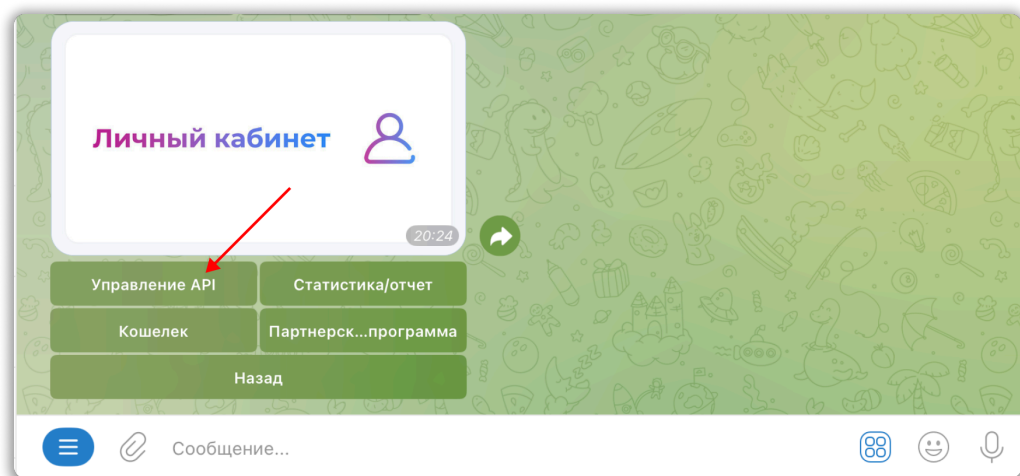 Личный кабинет
20:24
Управление API
Статистика/отчет
Кошелек
Партнерск...программа
Назад
Сообщение...